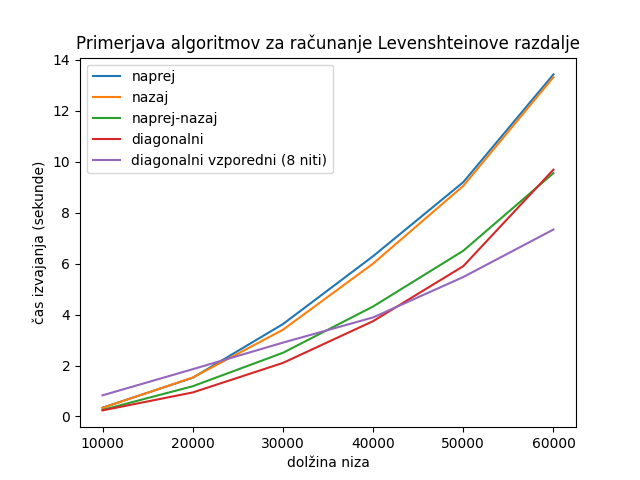 Primerjava algoritmov za računanje Levenshteinove razdalje
14
12
10
8
6
4
2
0
čas izvajanja (sekunde)
naprej
nazaj
naprej-nazaj
diagonalni
diagonalni vzporedni (8 niti)
10000 20000 30000 40000 50000 60000
dolžina niza